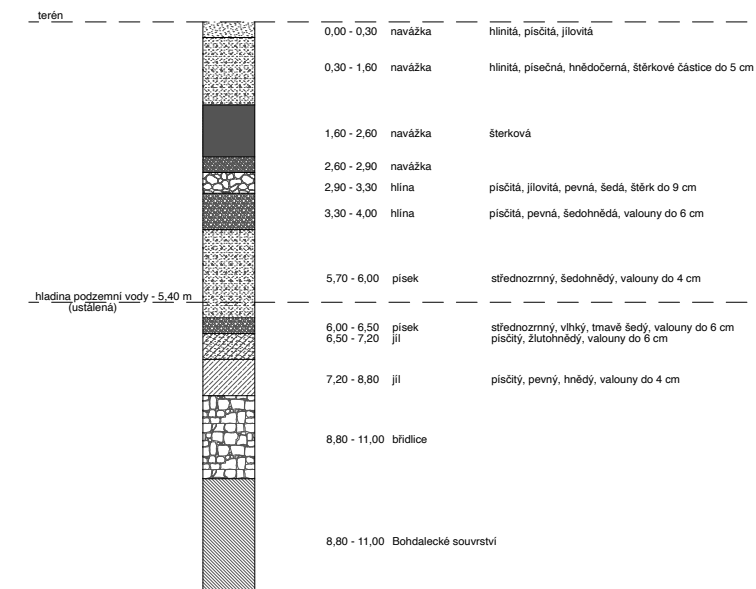 terén
0,00 - 0,30 navážka hlinitá, písčitá, jílovitá
0,30 - 1,60 navážka hlinitá, písečná, hnědočerná, štěrkové částice do 5 cm
1,60 - 2,60 navážka šterková
2,60 - 2,90 navážka
2,90 - 3,30 hlína písčitá, jílovitá, pevná, šedá, štěrk do 9 cm
3,30 - 4,00 hlína písčitá, pevná, šedohnědá, valouny do 6 cm
5,70 - 6,00 písek střednozrnný, šedohnědý, valouny do 4 cm
hladina podzemní vody - 5,40 m
(ustálená)
6,00 - 6,50 písek střednozrnný, vlhký, tmavě šedý, valouny do 6 cm
6,50 - 7,20 jíl písčitý, žlutohnědý, valouny do 6 cm
7,20 - 8,80 jíl písčitý, pevný, hnědý, valouny do 4 cm
8,80 - 11,00 břidlice
8,80 - 11,00 Bohdalecké souvrství